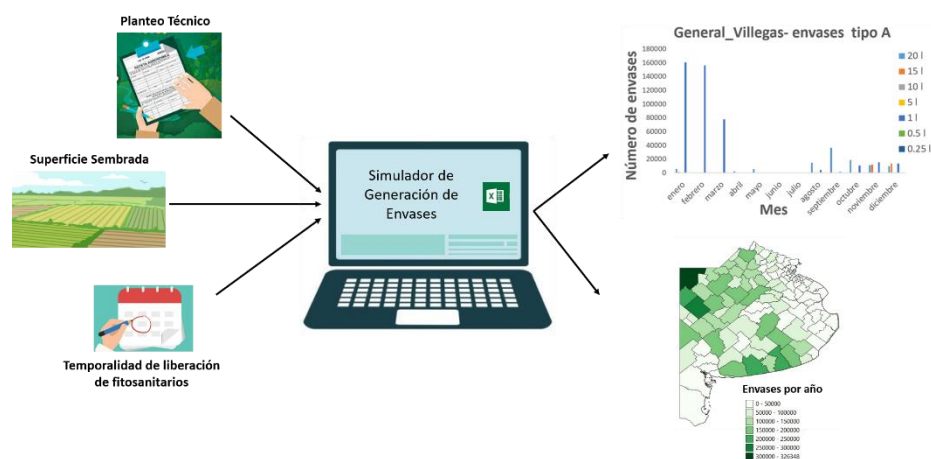 Planteo Técnico
Superficie Sembrada
Temporalidad de liberación
de fitosanitarios
Simulador de
Generación de
Envases
General_Villegas- envases tipo A
Número de envases
180000
160000
140000
120000
100000
80000
60000
40000
20000
0
enero
febrero
marzo
abril
mayo
junio
julio
agosto
septiembre
octubre
noviembre
diciembre
Mes
20 l
15 l
10 l
5 l
1 l
0.5 l
0.25 l
Envases por año
0 - 50000
50000 - 100000
100000 - 150000
150000 - 200000
200000 - 250000
250000 - 300000
300000 - 326348